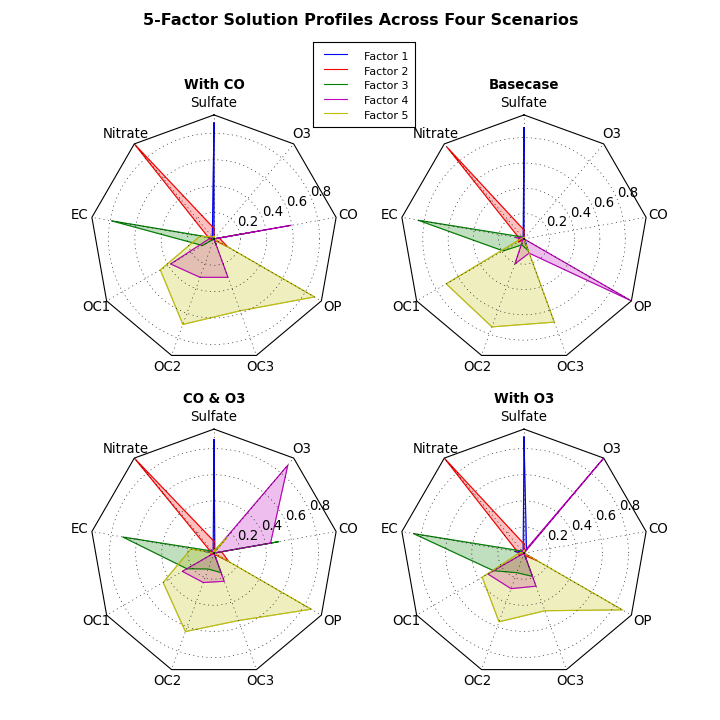 5-Factor Solution Profiles Across Four Scenarios
Factor 1
Factor 2
Factor 3
Factor 4
Factor 5
With CO
Sulfate
Nitrate
O3
EC
CO
0.2
0.4
0.6
0.8
OC1
OP
OC2
OC3
Basecase
Sulfate
Nitrate
O3
EC
CO
0.2
0.4
0.6
0.8
OC1
OP
OC2
OC3
CO & O3
Sulfate
Nitrate
O3
EC
CO
0.2
0.4
0.6
0.8
OC1
OP
OC2
OC3
With O3
Sulfate
Nitrate
O3
EC
CO
0.2
0.4
0.6
0.8
OC1
OP
OC2
OC3